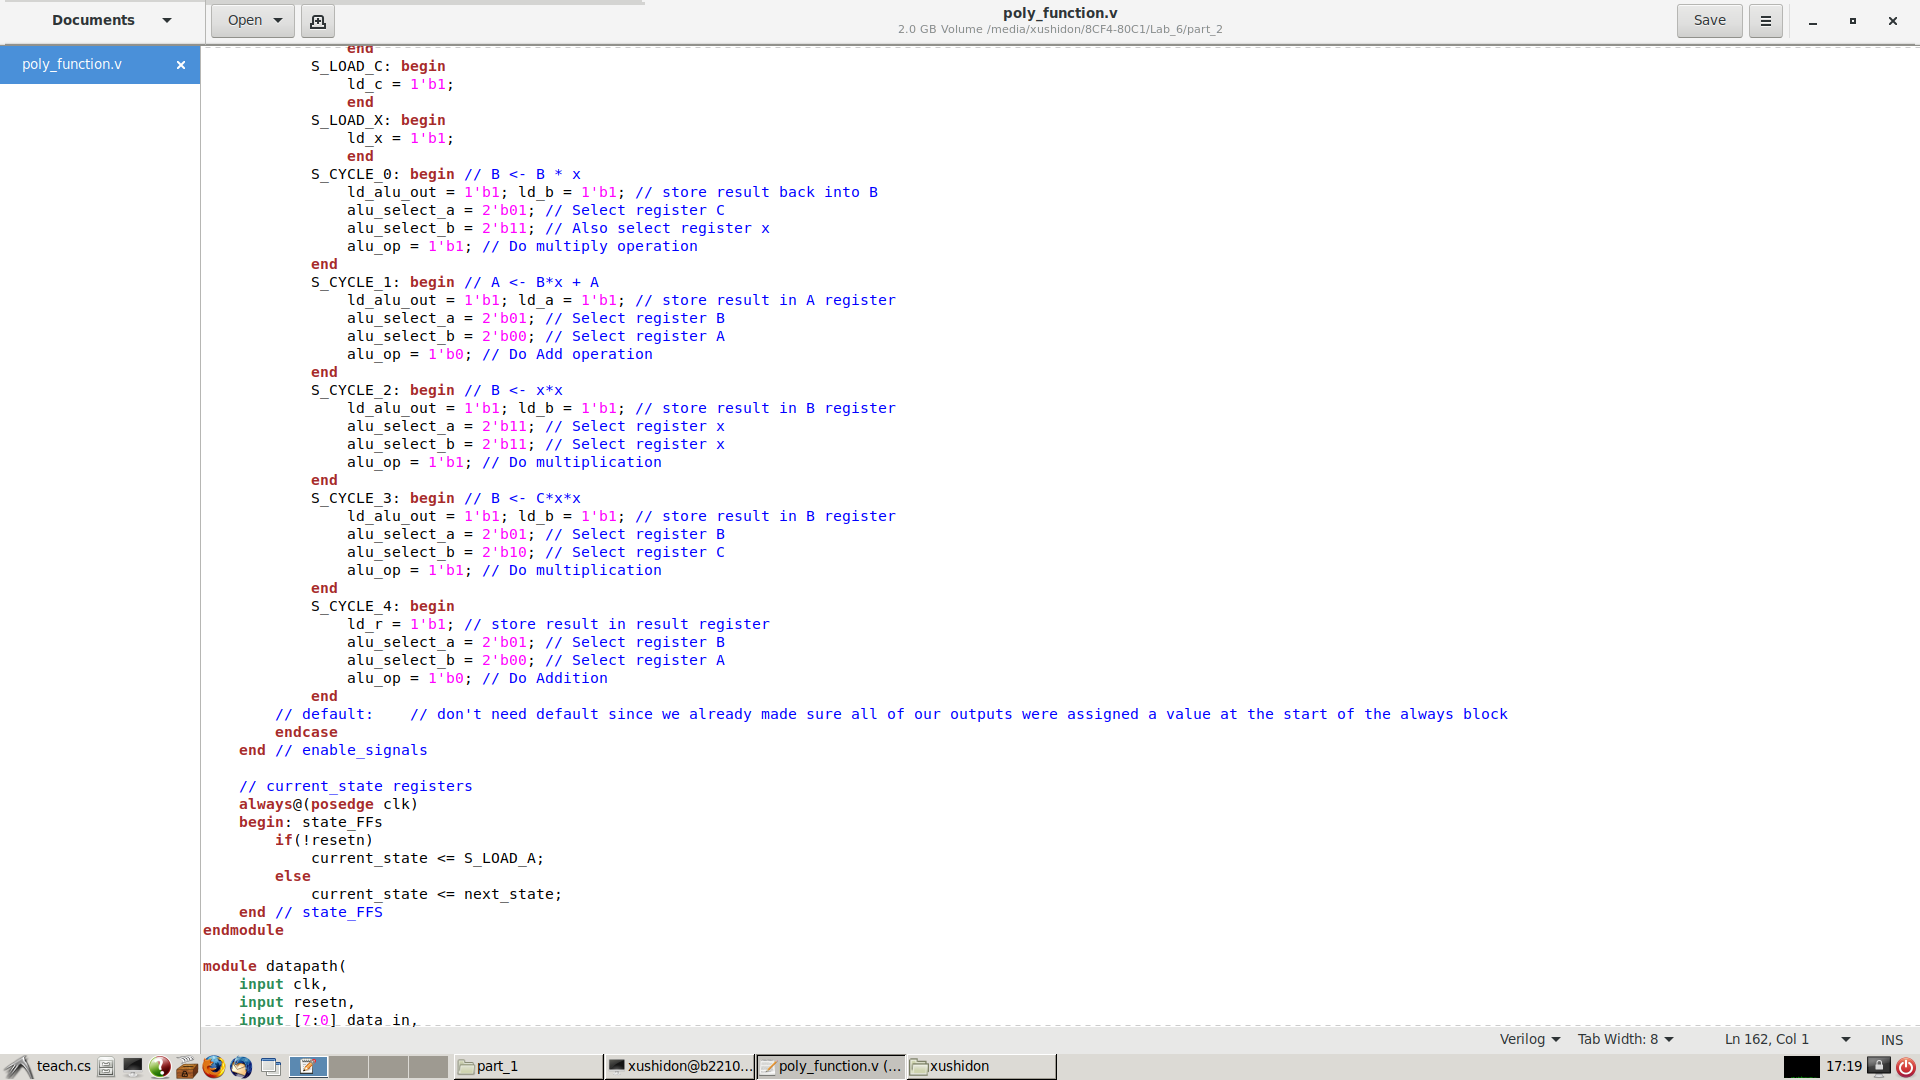 Documents
Open
poly_function.v
2.0 GB Volume /media/xushidon/8CF4-80C1/Lab_6/part_2
Save
poly_function.v
end
S_LOAD_C: begin
ld_c = 1'b1;
end
S_LOAD_X: begin
ld_x = 1'b1;
end
S_CYCLE_0: begin // B <- B * x
ld_alu_out = 1'b1; ld_b = 1'b1; // store result back into B
alu_select_a = 2'b01; // Select register C
alu_select_b = 2'b11; // Also select register x
alu_op = 1'b1; // Do multiply operation
end
S_CYCLE_1: begin // A <- B*x + A
ld_alu_out = 1'b1; ld_a = 1'b1; // store result in A register
alu_select_a = 2'b01; // Select register B
alu_select_b = 2'b00; // Select register A
alu_op = 1'b0; // Do Add operation
end
S_CYCLE_2: begin // B <- x*x
ld_alu_out = 1'b1; ld_b = 1'b1; // store result in B register
alu_select_a = 2'b11; // Select register x
alu_select_b = 2'b11; // Select register x
alu_op = 1'b1; // Do multiplication
end
S_CYCLE_3: begin // B <- C*x*x
ld_alu_out = 1'b1; ld_b = 1'b1; // store result in B register
alu_select_a = 2'b01; // Select register B
alu_select_b = 2'b10; // Select register C
alu_op = 1'b1; // Do multiplication
end
S_CYCLE_4: begin
ld_r = 1'b1; // store result in result register
alu_select_a = 2'b01; // Select register B
alu_select_b = 2'b00; // Select register A
alu_op = 1'b0; // Do Addition
end
// default:    // don't need default since we already made sure all of our outputs were assigned a value at the start of the always block
endcase
end // enable_signals
// current_state registers
always@(posedge clk)
begin: state_FFs
if(!resetn)
current_state <= S_LOAD_A;
else
current_state <= next_state;
end // state_FFS
endmodule
module datapath(
input clk,
input resetn,
input [7:0] data_in,
Verilog
Tab Width: 8
Ln 162, Col 1
INS
teach.cs
part_1
xushidon@b2210...
poly_function.v (...
xushidon
17:19